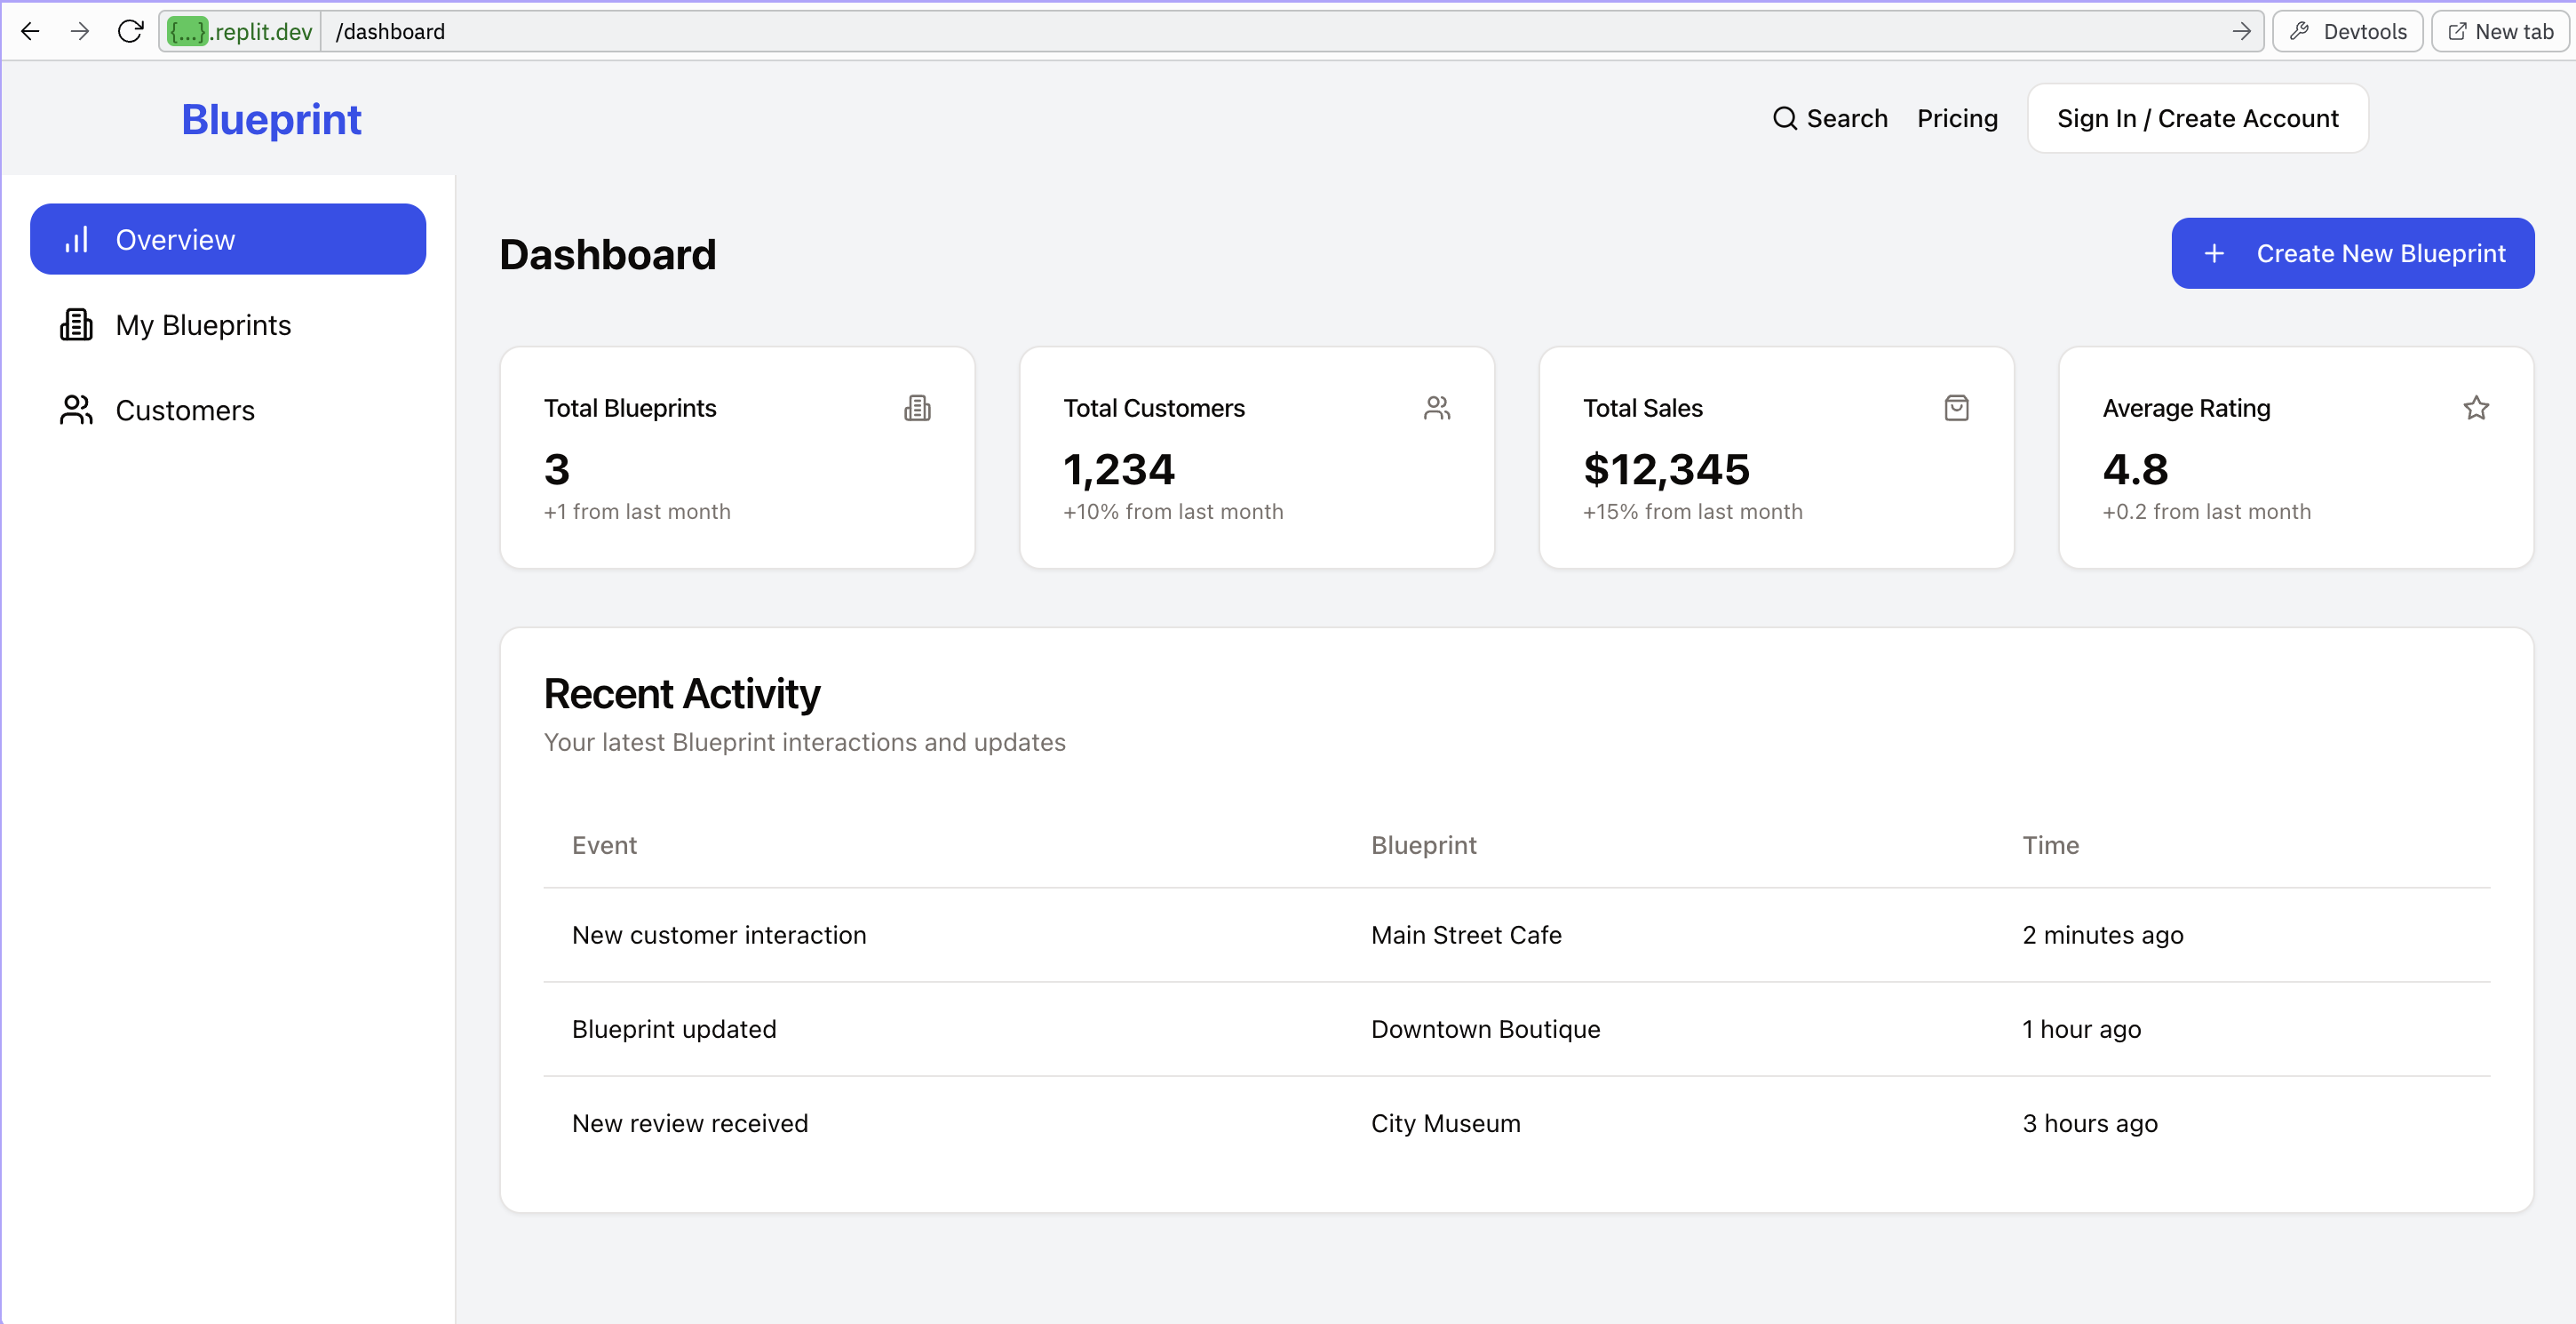 {...}.replit.dev /dashboard Devtools New tab
Blueprint Search Pricing Sign In / Create Account
Overview
My Blueprints
Customers
Dashboard + Create New Blueprint
Total Blueprints Total Customers Total Sales Average Rating
3 1,234 $12,345 4.8
+1 from last month +10% from last month +15% from last month +0.2 from last month
Recent Activity
Your latest Blueprint interactions and updates
Event Blueprint Time
New customer interaction Main Street Cafe 2 minutes ago
Blueprint updated Downtown Boutique 1 hour ago
New review received City Museum 3 hours ago